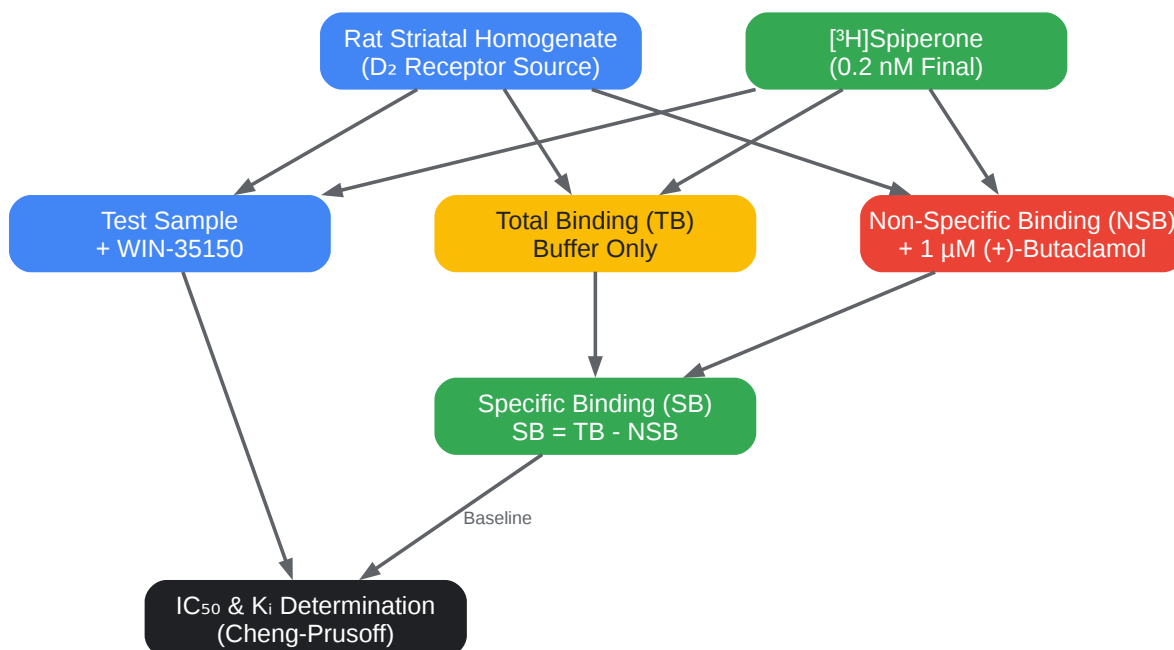 Rat Striatal Homogenate
(D₂ Receptor Source)
[³H]Spiperone
(0.2 nM Final)
Test Sample
+ WIN-35150
Total Binding (TB)
Buffer Only
Non-Specific Binding (NSB)
+ 1 µM (+)-Butaclamol
Specific Binding (SB)
SB = TB - NSB
Baseline
IC₅₀ & Kᵢ Determination
(Cheng-Prusoff)